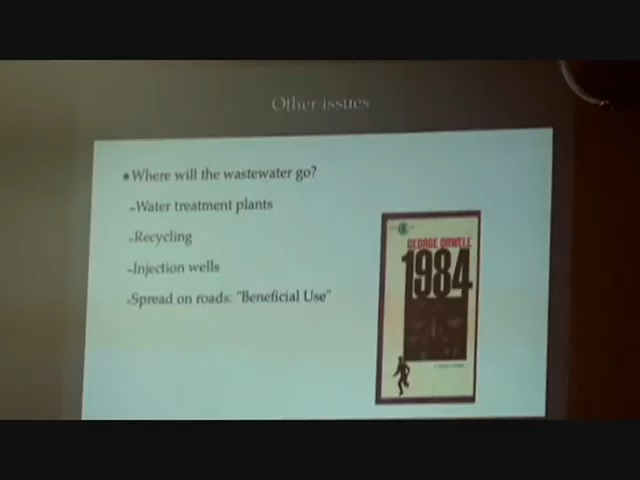 Other issues
•Where will the wastewater go?
-Water treatment plants
-Recycling
-Injection wells
-Spread on roads: "Beneficial Use"
GEORGE ORWELL
1984